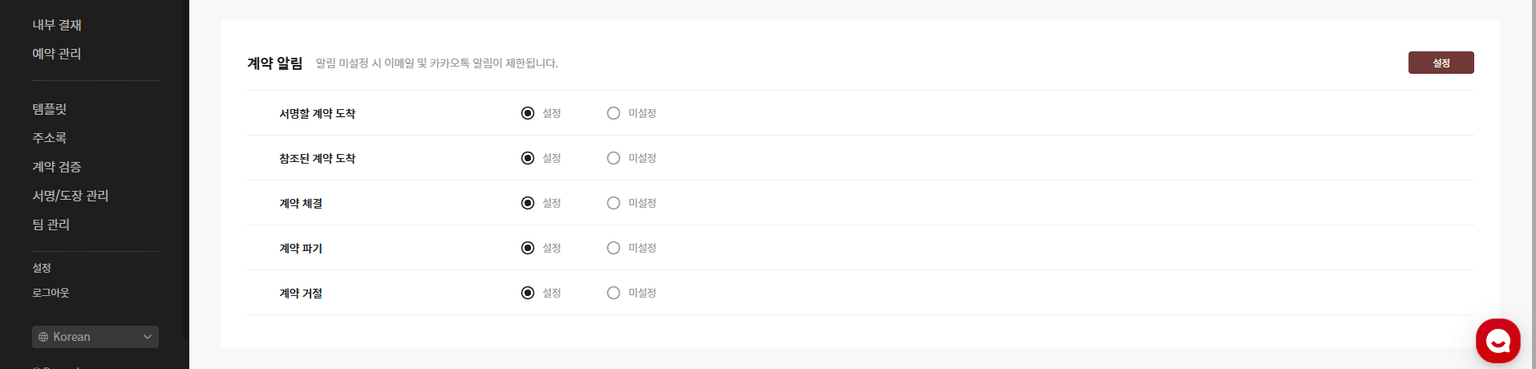 내부 결재
예약 관리
템플릿
주소록
계약 검증
서명/도장 관리
팀 관리
설정
로그아웃
Korean
계약 알림 알림 미설정 시 이메일 및 카카오톡 알림이 제한됩니다. 설정
서명할 계약 도착 설정 미설정
참조된 계약 도착 설정 미설정
계약 체결 설정 미설정
계약 파기 설정 미설정
계약 거절 설정 미설정